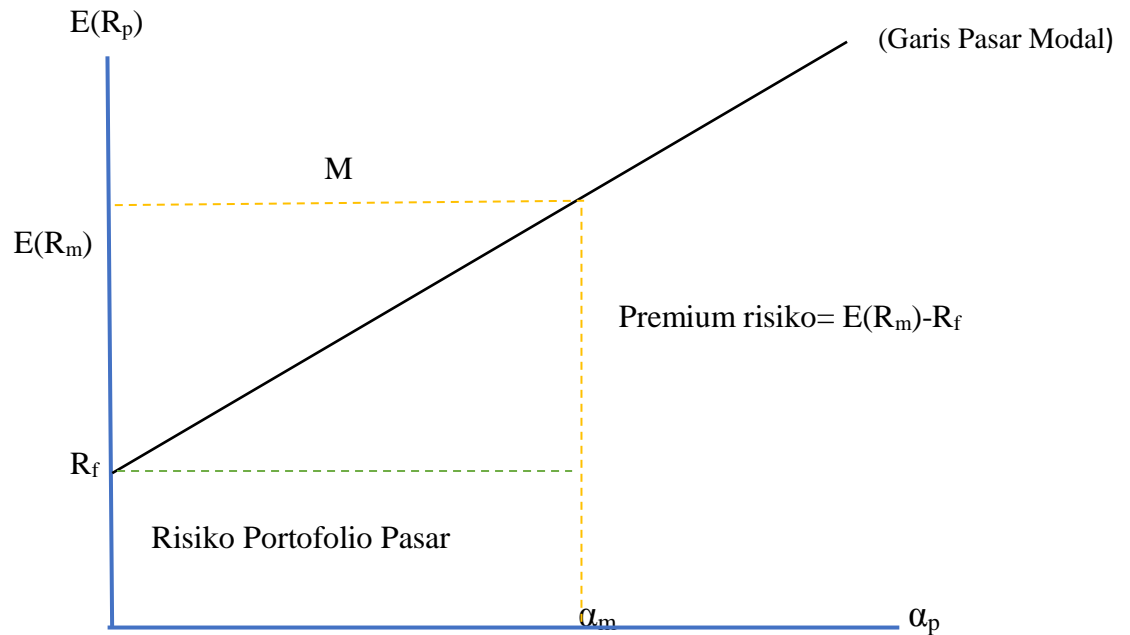 E(Rp)
(Garis Pasar Modal)
M
E(Rm)
Premium risiko= E(Rm)-Rf
Rf
Risiko Portofolio Pasar
αm
αp